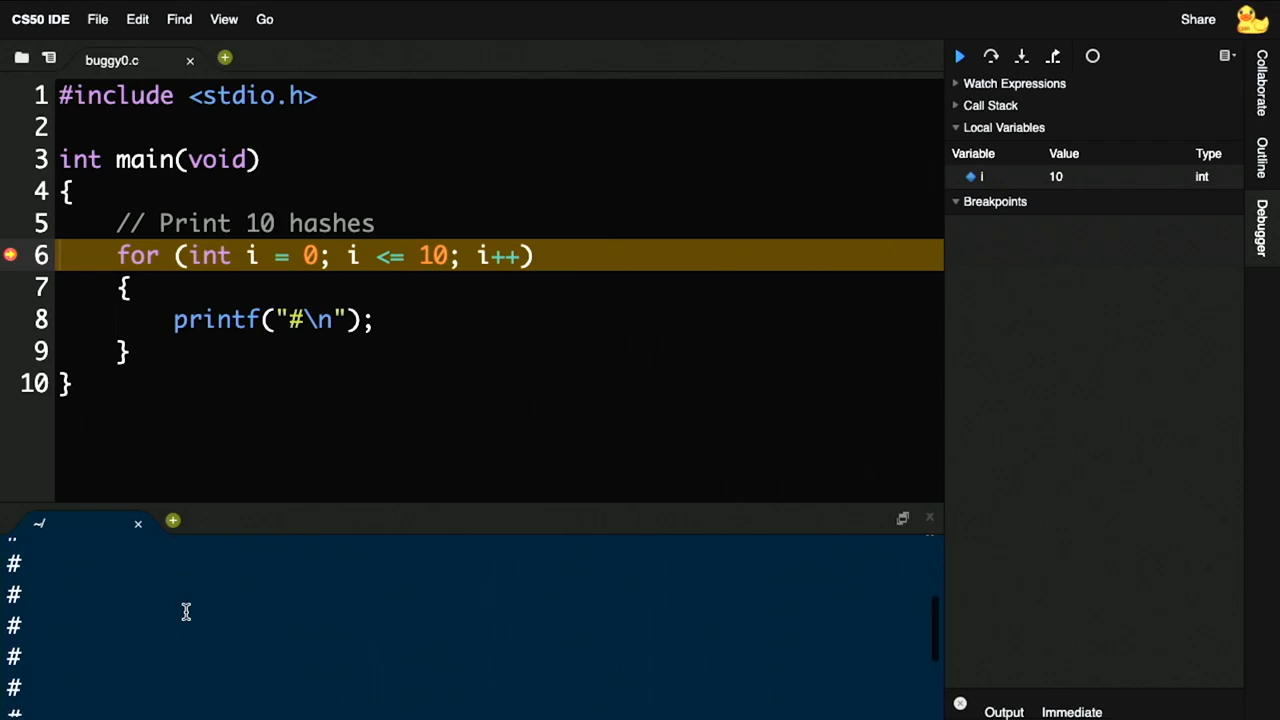 CS50 IDE File Edit Find View Go Share
buggy0.c
1 #include <stdio.h>
2
3 int main(void)
4 {
5 // Print 10 hashes
6 for (int i = 0; i <= 10; i++)
7 {
8 printf("#\n");
9 }
10 }
~/
#
#
#
#
#
Watch Expressions
Call Stack
Local Variables
Variable Value Type
i 10 int
Breakpoints
Output Immediate
Collaborate
Outline
Debugger